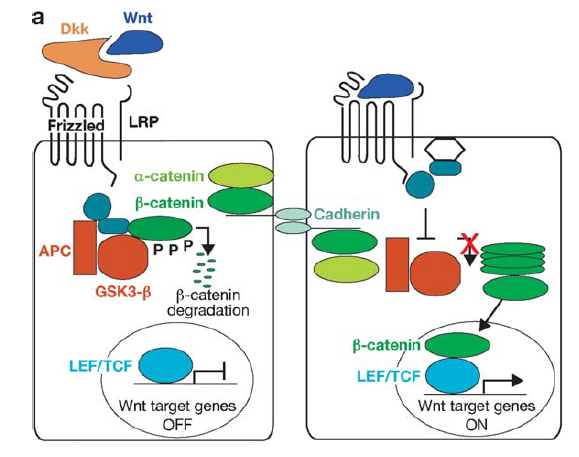 a
Dkk
Wnt
Frizzled
LRP
α-catenin
β-catenin
Cadherin
APC
P P P
GSK3-β
β-catenin
degradation
LEF/TCF
Wnt target genes
OFF
X
β-catenin
LEF/TCF
Wnt target genes
ON